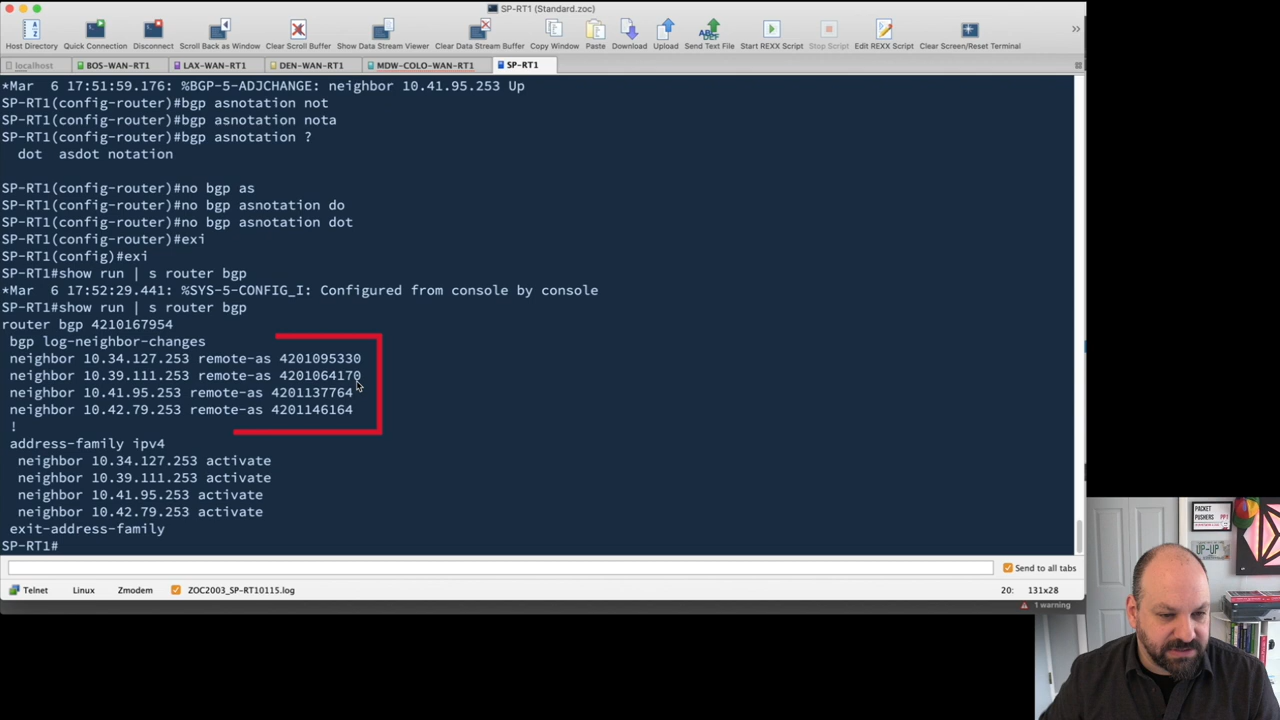 SP-RT1 (Standard.zoc)
Host Directory Quick Connection Disconnect Scroll Back as Window Clear Scroll Buffer Show Data Stream Viewer Clear Data Stream Buffer Copy Window Paste Download Upload Send Text File Start REXX Script Stop Script Edit REXX Script Clear Screen/Reset Terminal
localhost BOS-WAN-RT1 LAX-WAN-RT1 DEN-WAN-RT1 MDW-COLO-WAN-RT1 SP-RT1
*Mar  6 17:51:59.176: %BGP-5-ADJCHANGE: neighbor 10.41.95.253 Up
SP-RT1(config-router)#bgp asnotation not
SP-RT1(config-router)#bgp asnotation nota
SP-RT1(config-router)#bgp asnotation ?
  dot  asdot notation
SP-RT1(config-router)#no bgp as
SP-RT1(config-router)#no bgp asnotation do
SP-RT1(config-router)#no bgp asnotation dot
SP-RT1(config-router)#exi
SP-RT1(config)#exi
SP-RT1#show run | s router bgp
*Mar  6 17:52:29.441: %SYS-5-CONFIG_I: Configured from console by console
SP-RT1#show run | s router bgp
router bgp 4210167954
 bgp log-neighbor-changes
 neighbor 10.34.127.253 remote-as 4201095330
 neighbor 10.39.111.253 remote-as 4201064170
 neighbor 10.41.95.253 remote-as 4201137764
 neighbor 10.42.79.253 remote-as 4201146164
 !
 address-family ipv4
  neighbor 10.34.127.253 activate
  neighbor 10.39.111.253 activate
  neighbor 10.41.95.253 activate
  neighbor 10.42.79.253 activate
 exit-address-family
SP-RT1#
Send to all tabs
Telnet Linux Zmodem ZOC2003_SP-RT10115.log 20: 131x28
1 warning
PACKET
PUSHERS
UP-UP